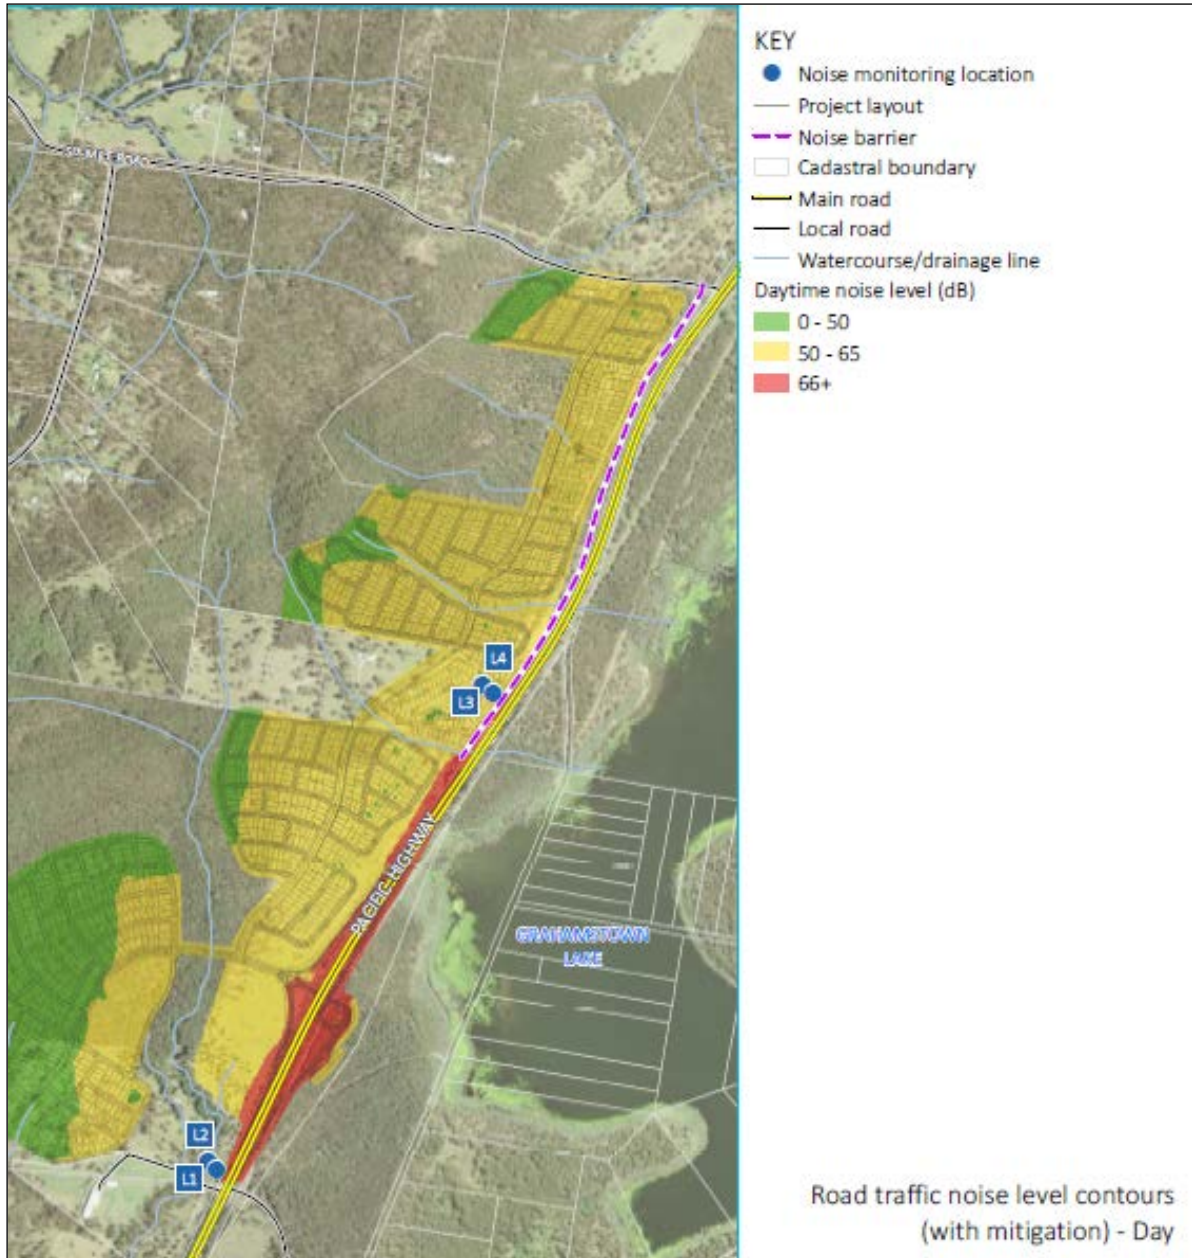 KEY
Noise monitoring location
Project layout
Noise barrier
Cadastral boundary
Main road
Local road
Watercourse/drainage line
Daytime noise level (dB)
0 - 50
50 - 65
66+
L4
L3
PACIFIC HIGHWAY
GRAHAMSTOWN
LAKE
L2
L1
Road traffic noise level contours
(with mitigation) - Day